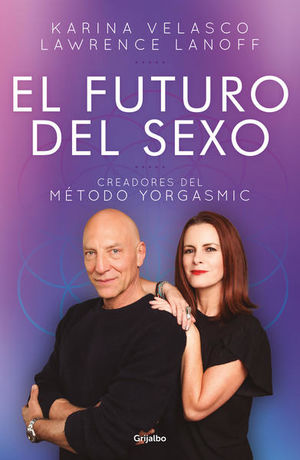 KARINA VELASCO
LAWRENCE LANOFF
EL FUTURO
DEL SEXO
CREADORES DEL
MÉTODO YORGASMIC
Grijalbo